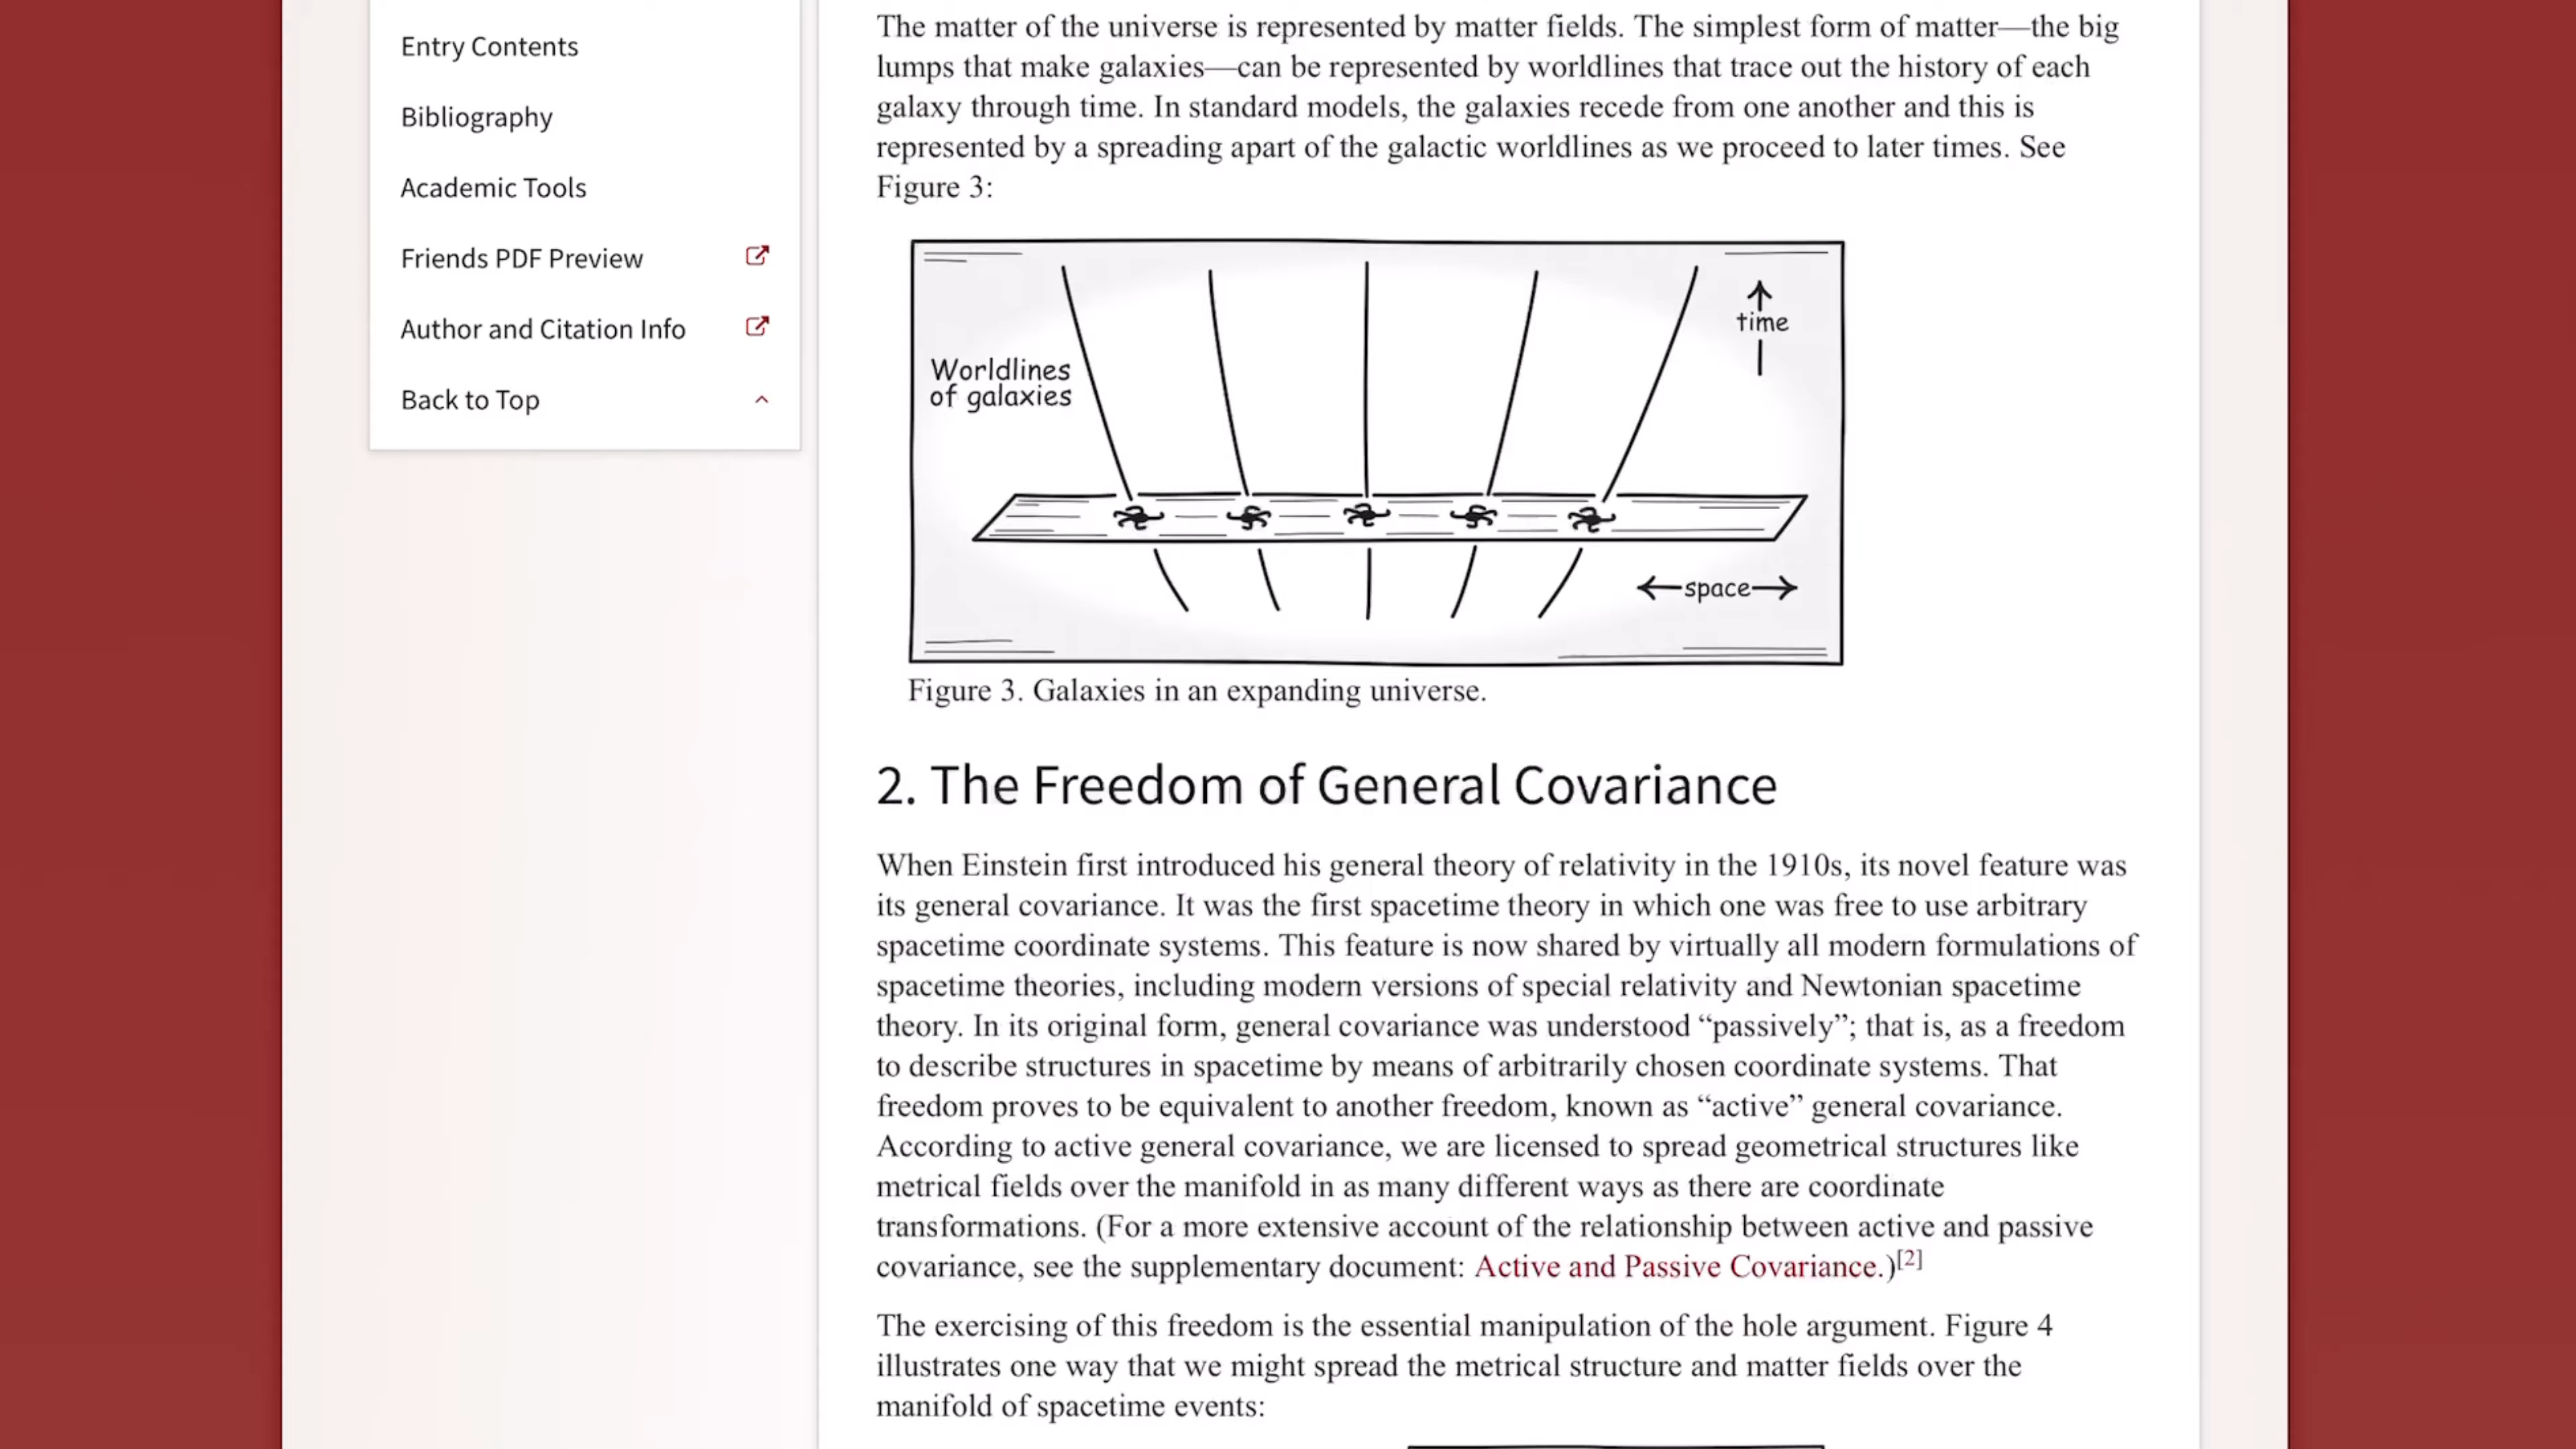 Entry Contents
Bibliography
Academic Tools
Friends PDF Preview
Author and Citation Info
Back to Top
The matter of the universe is represented by matter fields. The simplest form of matter—the big
lumps that make galaxies—can be represented by worldlines that trace out the history of each
galaxy through time. In standard models, the galaxies recede from one another and this is
represented by a spreading apart of the galactic worldlines as we proceed to later times. See
Figure 3:
time
Worldlines
of galaxies
space
Figure 3. Galaxies in an expanding universe.
2. The Freedom of General Covariance
When Einstein first introduced his general theory of relativity in the 1910s, its novel feature was
its general covariance. It was the first spacetime theory in which one was free to use arbitrary
spacetime coordinate systems. This feature is now shared by virtually all modern formulations of
spacetime theories, including modern versions of special relativity and Newtonian spacetime
theory. In its original form, general covariance was understood “passively”; that is, as a freedom
to describe structures in spacetime by means of arbitrarily chosen coordinate systems. That
freedom proves to be equivalent to another freedom, known as “active” general covariance.
According to active general covariance, we are licensed to spread geometrical structures like
metrical fields over the manifold in as many different ways as there are coordinate
transformations. (For a more extensive account of the relationship between active and passive
covariance, see the supplementary document: Active and Passive Covariance.)[2]
The exercising of this freedom is the essential manipulation of the hole argument. Figure 4
illustrates one way that we might spread the metrical structure and matter fields over the
manifold of spacetime events: